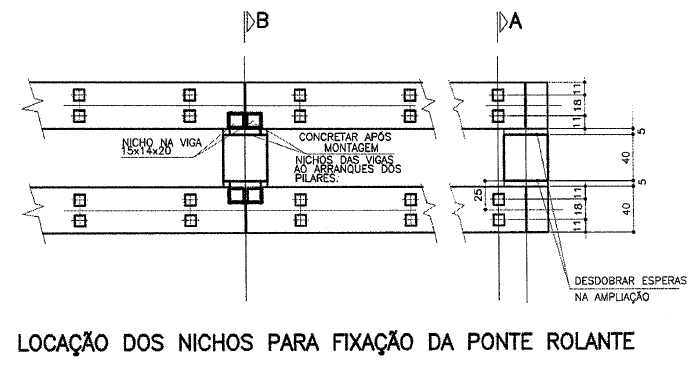 B
A
NICHO NA VIGA
15x14x20
CONCRETAR APÓS
MONTAGEM
NICHOS DAS VIGAS
AO ARRANQUES DOS
PILARES.
11
18
11
5
40
5
25
11
18
11
40
DESDOBRAR ESPERAS
NA AMPLIAÇÃO
LOCAÇÃO DOS NICHOS PARA FIXAÇÃO DA PONTE ROLANTE